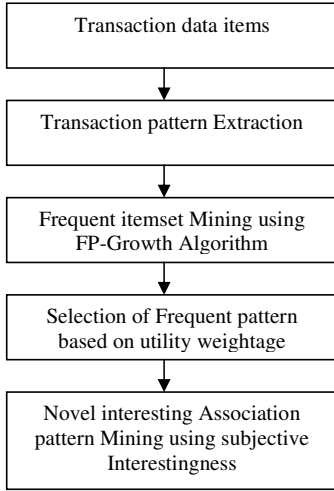 Transaction data items
Transaction pattern Extraction
Frequent itemset Mining using
FP-Growth Algorithm
Selection of Frequent pattern
based on utility weightage
Novel interesting Association
pattern Mining using subjective
Interestingness